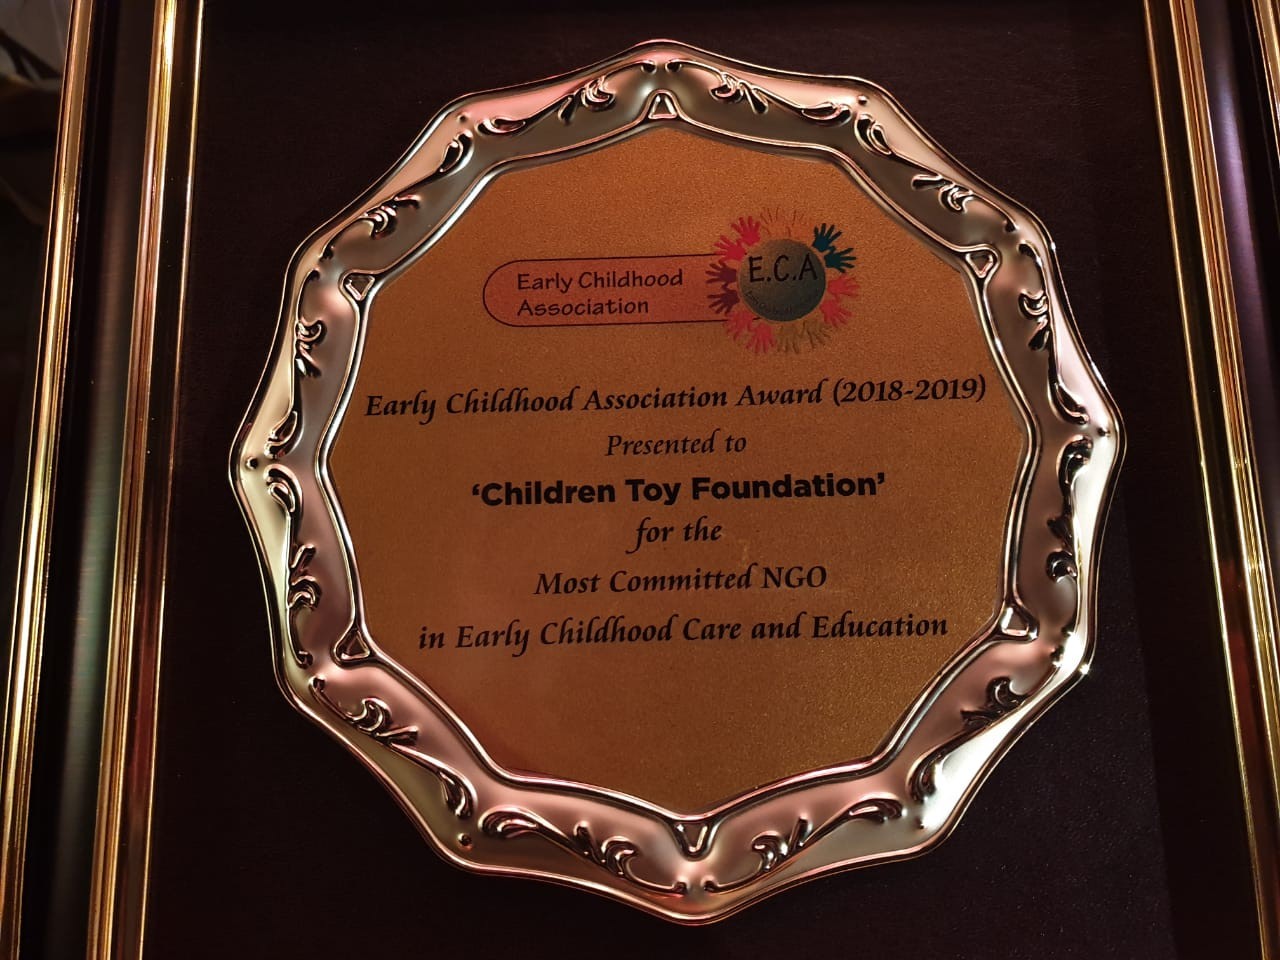 Early Childhood
Association
E.C.A
Early Childhood Association Award (2018-2019)
Presented to
‘Children Toy Foundation’
for the
Most Committed NGO
in Early Childhood Care and Education